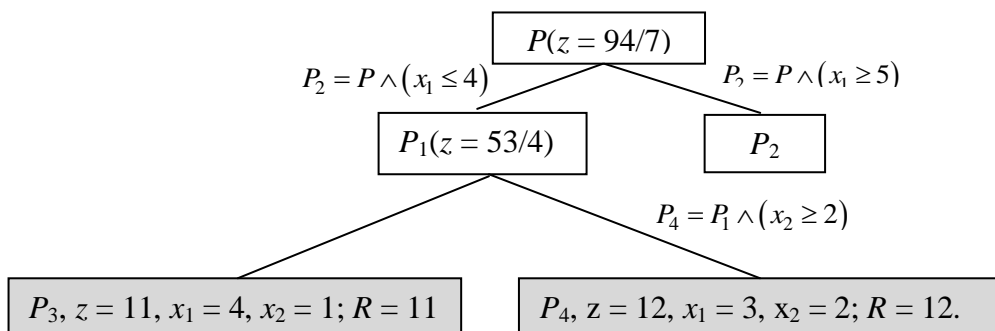 P(z = 94/7)
P₂ = P ∧ (x₁ ≤ 4)
P₂ = P ∧ (x₁ ≥ 5)
P₁(z = 53/4)
P₂
P₄ = P₁ ∧ (x₂ ≥ 2)
P₃, z = 11, x₁ = 4, x₂ = 1; R = 11
P₄, z = 12, x₁ = 3, x₂ = 2; R = 12.